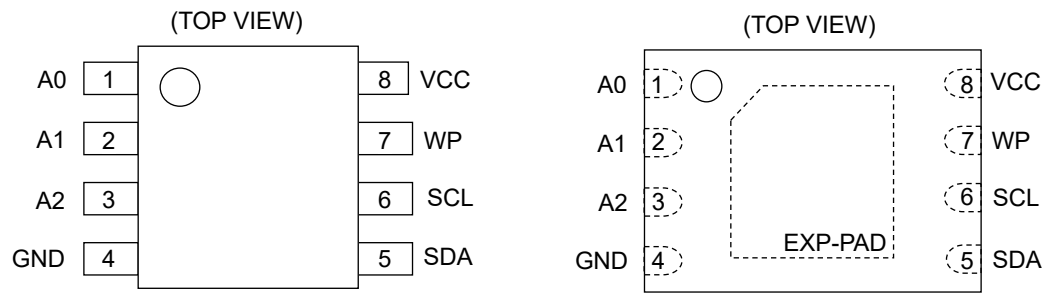 (TOP VIEW)
A0 1 8 VCC
A1 2 7 WP
A2 3 6 SCL
GND 4 5 SDA
(TOP VIEW)
A0 1 8 VCC
A1 2 7 WP
A2 3 6 SCL
GND 4 5 SDA
EXP-PAD